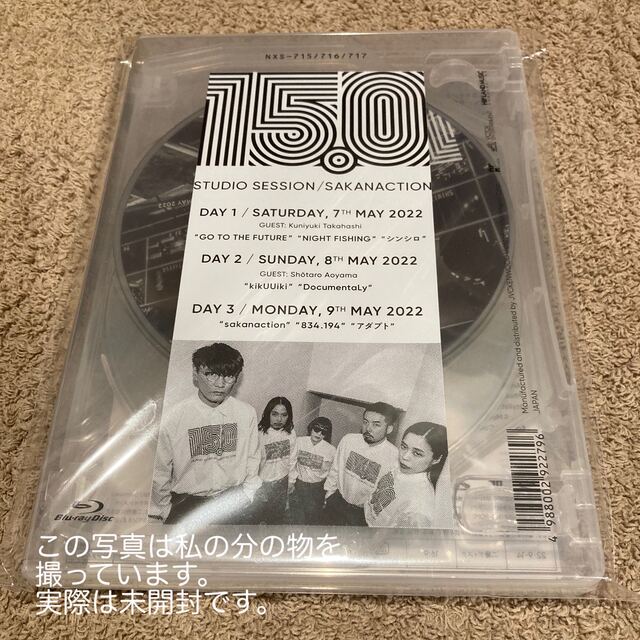 NXS-715/716/717
15.0
STUDIO SESSION/SAKANACTION
DAY 1 / SATURDAY, 7TH MAY 2022
GUEST: Kuniyuki Takahashi
"GO TO THE FUTURE" "NIGHT FISHING" "シンシロ"
DAY 2 / SUNDAY, 8TH MAY 2022
GUEST: Shōtaro Aoyama
"kikUUiki" "DocumentaLy"
DAY 3 / MONDAY, 9TH MAY 2022
"sakanaction" "834.194" "アダプト"
15.0
HIPLAND MUSIC
Manufactured and distributed by
JAPAN
4 988002 922796
Blu-ray Disc
この写真は私の分の物を
撮っています。
実際は未開封です。